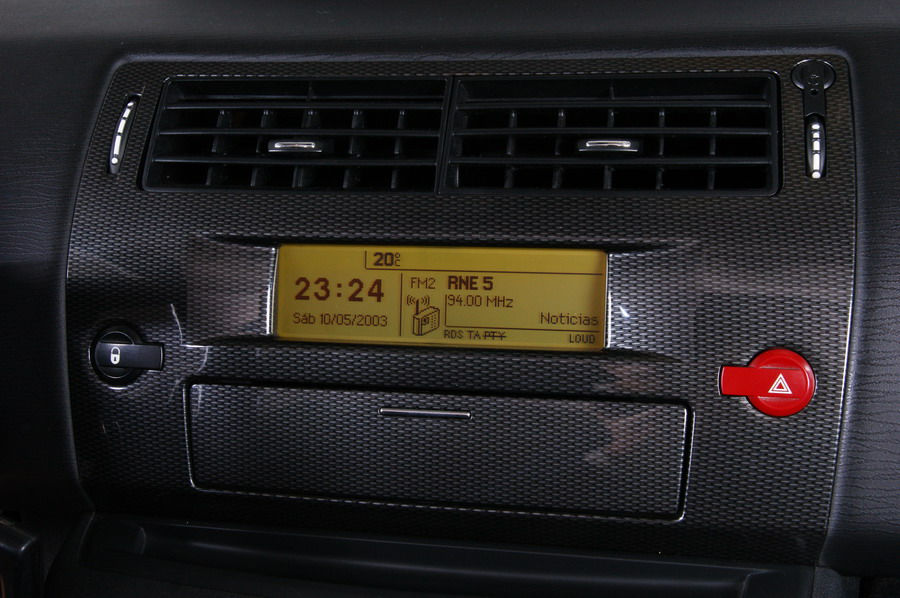 20°C
23:24
Sáb 10/05/2003
FM2 RNE 5
94.00 MHz
Noticias
RDS TA PTY
LOUD